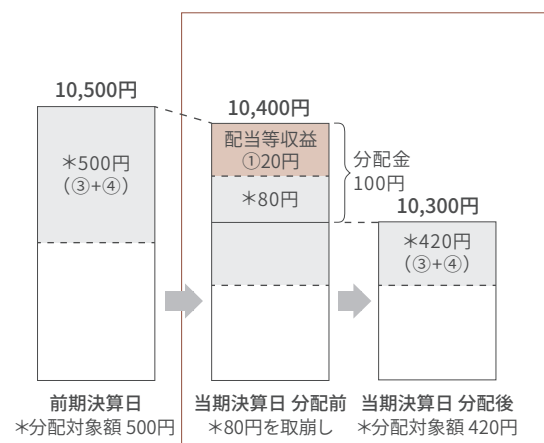 10,500円
＊500円
（③+④）
10,400円
配当等収益
①20円
＊80円
分配金
100円
10,300円
＊420円
（③+④）
前期決算日
＊分配対象額 500円
当期決算日 分配前
＊80円を取崩し
当期決算日 分配後
＊分配対象額 420円